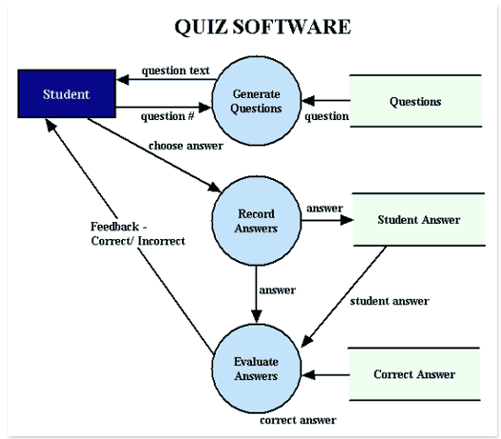 QUIZ SOFTWARE
question text
Student
Generate
Questions
Questions
question #
question
choose answer
Record
Answers
answer
Student Answer
Feedback -
Correct/ Incorrect
answer
student answer
Evaluate
Answers
Correct Answer
correct answer